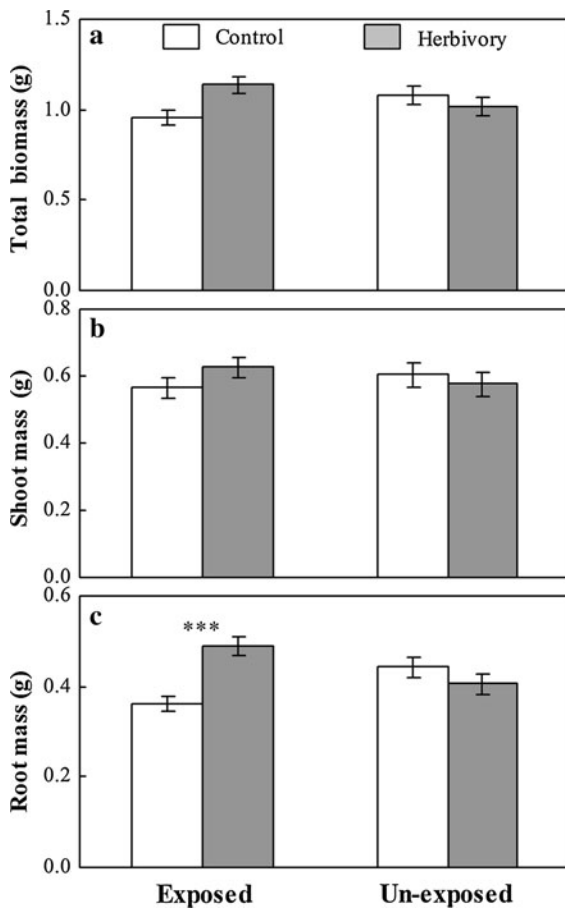 a
Control
Herbivory
Total biomass (g)
1.5
1.0
0.5
0.0
b
Shoot mass (g)
0.8
0.6
0.4
0.2
0.0
c
***
Root mass (g)
0.6
0.4
0.2
0.0
Exposed
Un-exposed